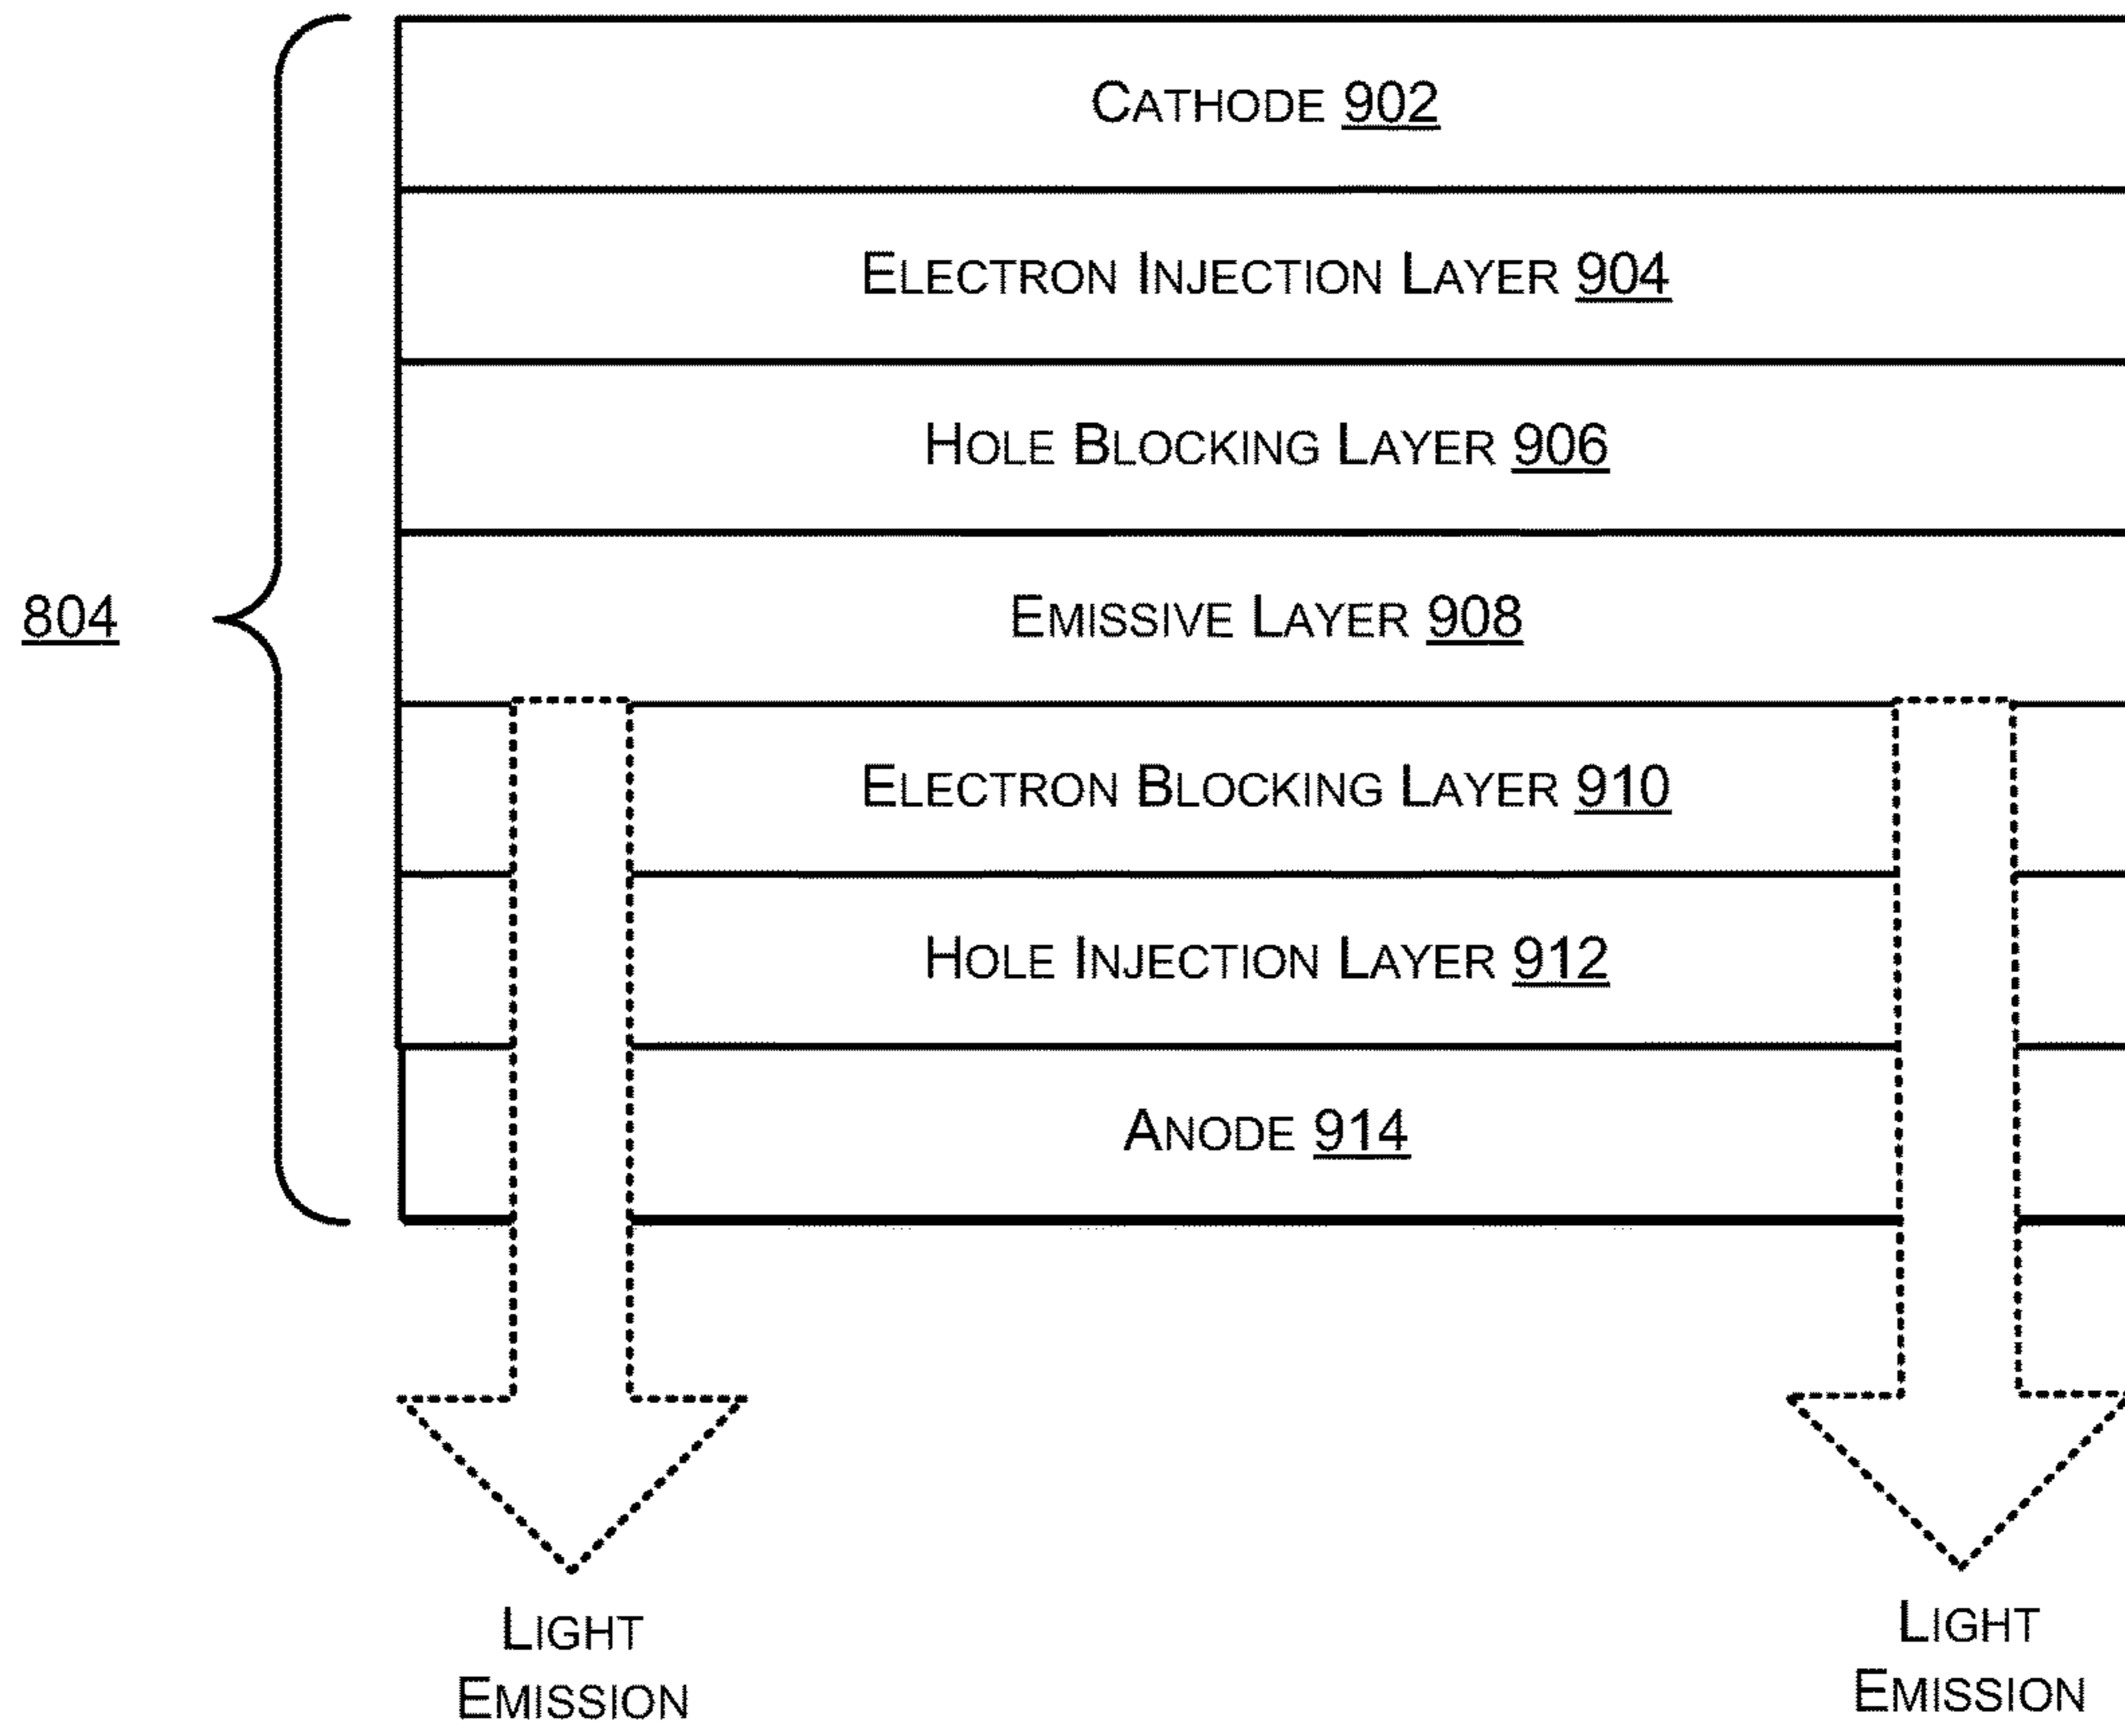 CATHODE 902
ELECTRON INJECTION LAYER 904
HOLE BLOCKING LAYER 906
804
EMISSIVE LAYER 908
ELECTRON BLOCKING LAYER 910
HOLE INJECTION LAYER 912
ANODE 914
LIGHT
EMISSION
LIGHT
EMISSION